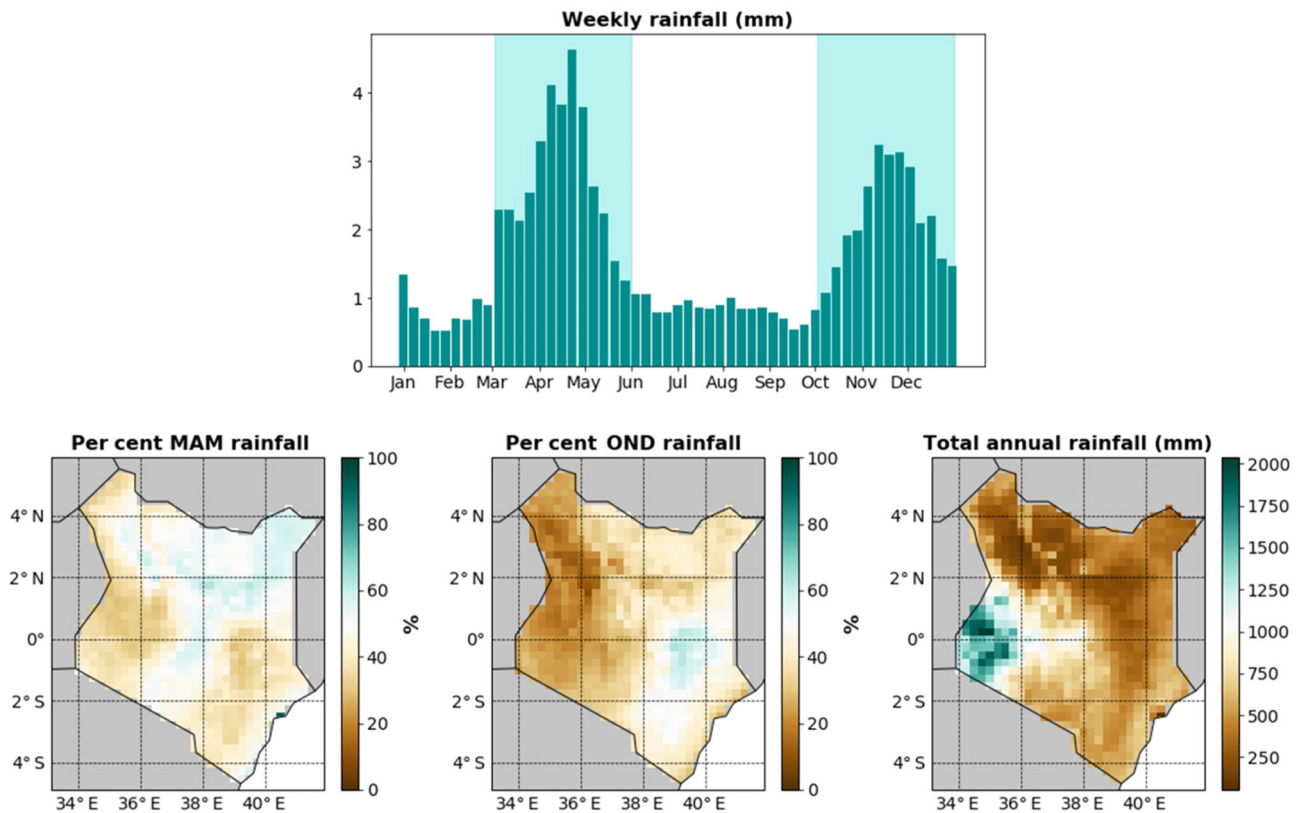 Weekly rainfall (mm)
4
3
2
1
0
Jan Feb Mar Apr May Jun Jul Aug Sep Oct Nov Dec
Per cent MAM rainfall
4° N
2° N
0°
2° S
4° S
34° E 36° E 38° E 40° E
100
80
60
40
20
0
%
Per cent OND rainfall
4° N
2° N
0°
2° S
4° S
34° E 36° E 38° E 40° E
100
80
60
40
20
0
%
Total annual rainfall (mm)
4° N
2° N
0°
2° S
4° S
34° E 36° E 38° E 40° E
2000
1750
1500
1250
1000
750
500
250